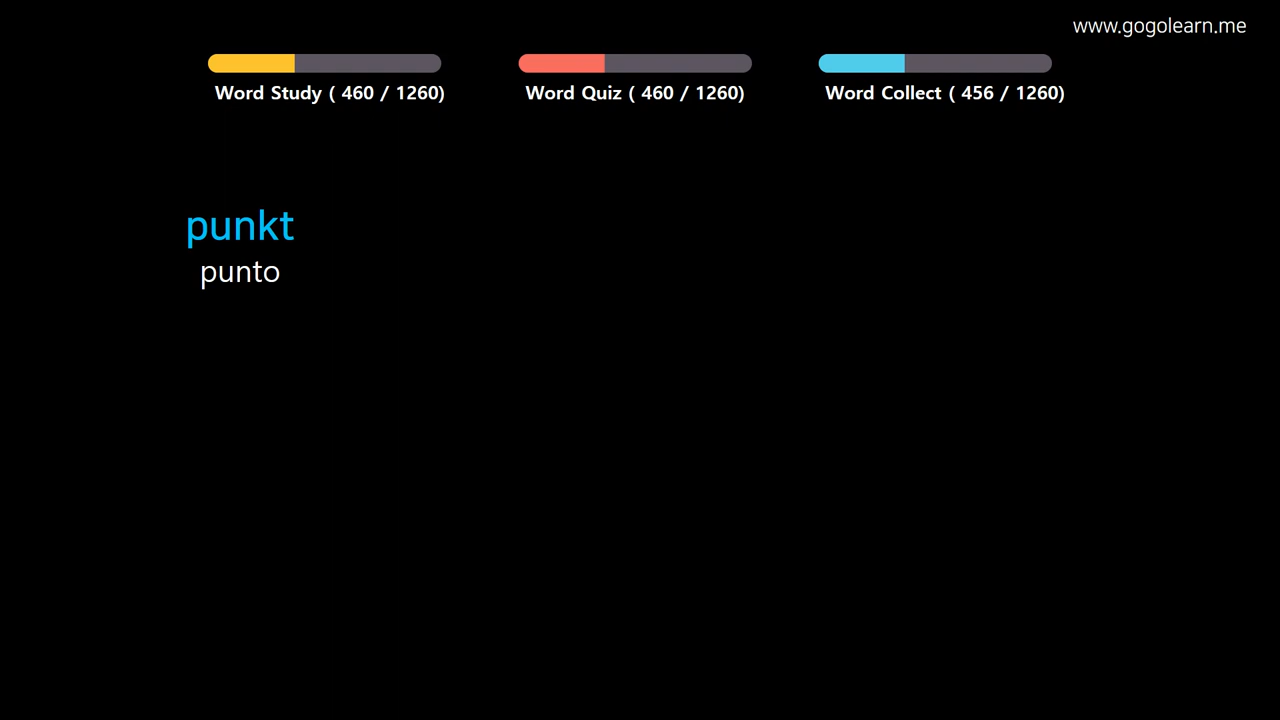 www.gogolearn.me
Word Study ( 460 / 1260)
Word Quiz ( 460 / 1260)
Word Collect ( 456 / 1260)
punkt
punto